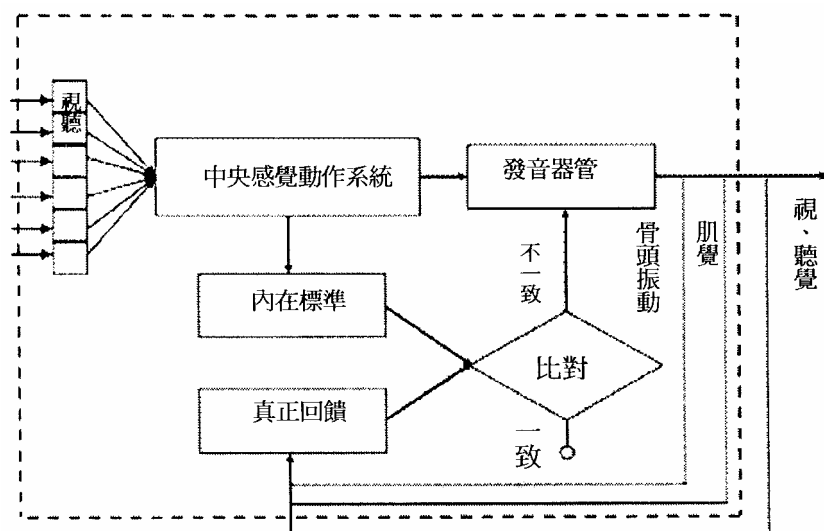 視聽
中央感覺動作系統
發音器管
內在標準
不一致
骨頭振動
肌覺
視、聽覺
比對
真正回饋
一致